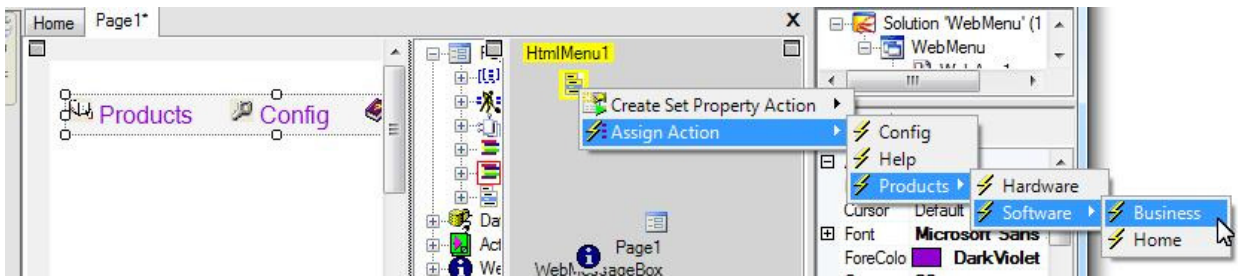 Home Page1* X
Products Config
HtmlMenu1
Create Set Property Action
Assign Action
Config
Help
Products
Hardware
Software
Business
Home
Page1
Solution 'WebMenu' (1
WebMenu
Cursor Default
Font Microsoft Sans
ForeColo DarkViolet